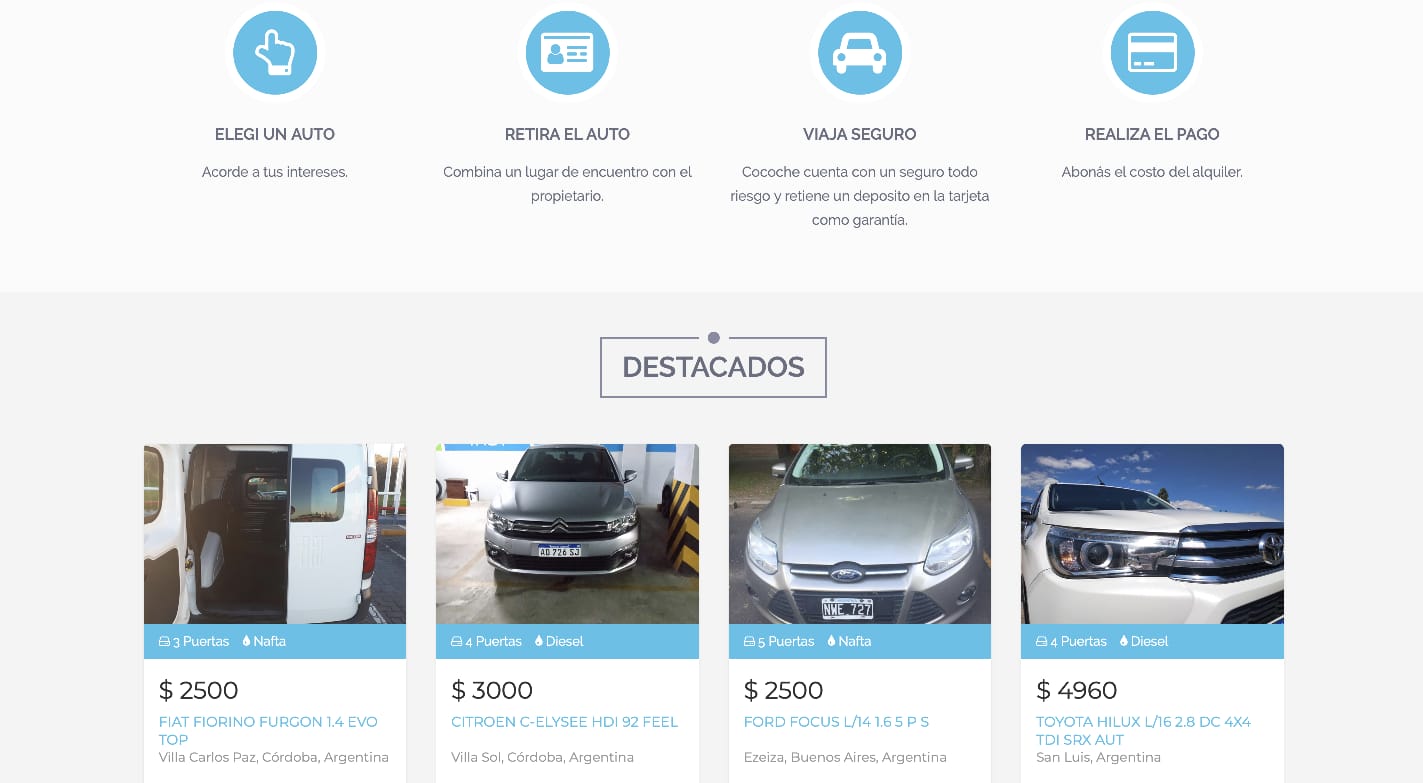 ELEGI UN AUTO
Acorde a tus intereses.
RETIRA EL AUTO
Combina un lugar de encuentro con el
propietario.
VIAJA SEGURO
Cocoche cuenta con un seguro todo
riesgo y retiene un deposito en la tarjeta
como garantía.
REALIZA EL PAGO
Abonás el costo del alquiler.
DESTACADOS
3 Puertas Nafta
$ 2500
FIAT FIORINO FURGON 1.4 EVO
TOP
Villa Carlos Paz, Córdoba, Argentina
AD 726 SJ
4 Puertas Diesel
$ 3000
CITROEN C-ELYSEE HDI 92 FEEL
Villa Sol, Córdoba, Argentina
Ford
NWE 727
5 Puertas Nafta
$ 2500
FORD FOCUS L/14 1.6 5 P S
Ezeiza, Buenos Aires, Argentina
4 Puertas Diesel
$ 4960
TOYOTA HILUX L/16 2.8 DC 4X4
TDI SRX AUT
San Luis, Argentina